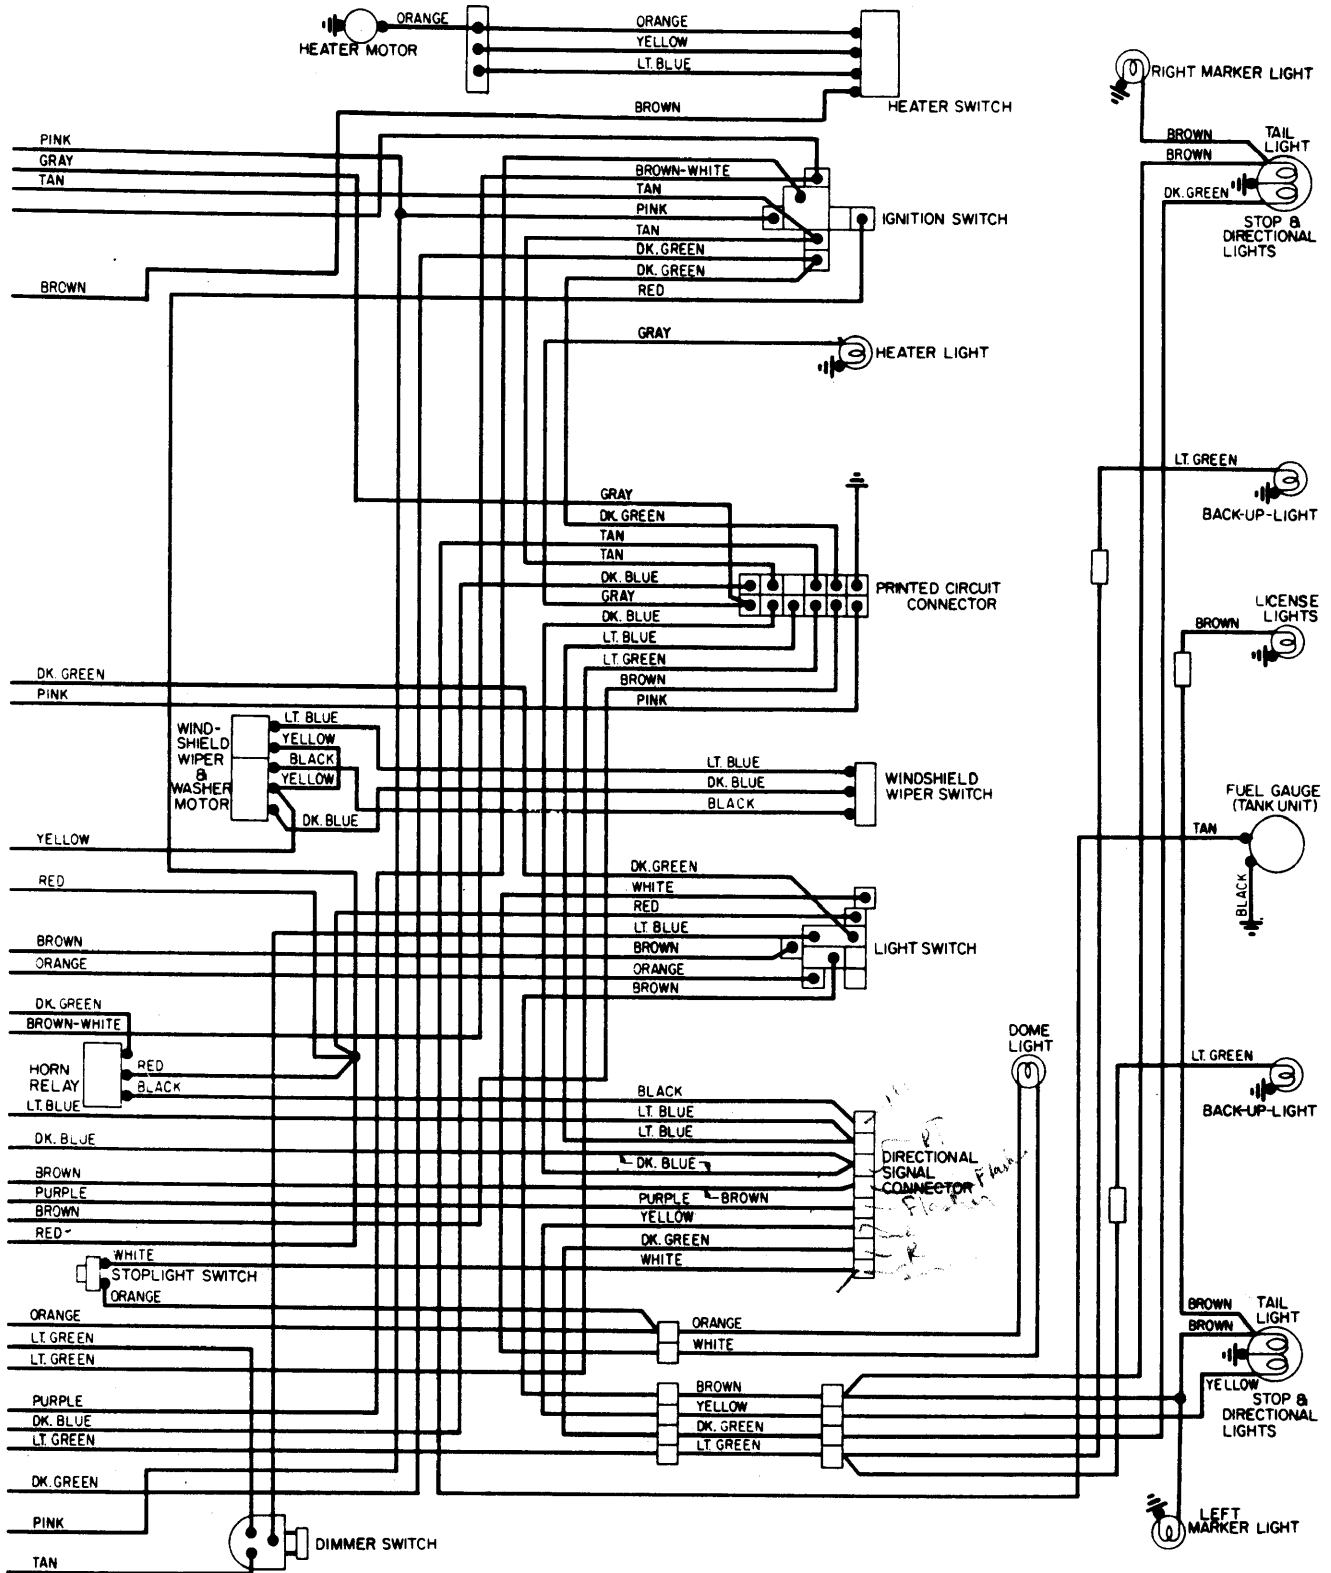 ORANGE
HEATER MOTOR
ORANGE
YELLOW
LT. BLUE
BROWN
HEATER SWITCH
RIGHT MARKER LIGHT
BROWN
BROWN
DK. GREEN
TAIL
LIGHT
STOP &
DIRECTIONAL
LIGHTS
PINK
GRAY
TAN
BROWN
BROWN-WHITE
TAN
PINK
TAN
DK. GREEN
DK. GREEN
RED
IGNITION SWITCH
GRAY
HEATER LIGHT
LT. GREEN
BACK-UP-LIGHT
GRAY
DK. GREEN
TAN
TAN
DK. BLUE
GRAY
DK. BLUE
LT. BLUE
LT. GREEN
BROWN
PINK
PRINTED CIRCUIT
CONNECTOR
LICENSE
LIGHTS
BROWN
DK. GREEN
PINK
WIND-
SHIELD
WIPER
&
WASHER
MOTOR
LT. BLUE
YELLOW
BLACK
YELLOW
DK. BLUE
LT. BLUE
DK. BLUE
BLACK
WINDSHIELD
WIPER SWITCH
FUEL GAUGE
(TANK UNIT)
TAN
BLACK
YELLOW
RED
BROWN
ORANGE
DK. GREEN
WHITE
RED
LT. BLUE
BROWN
ORANGE
BROWN
LIGHT SWITCH
DK. GREEN
BROWN-WHITE
HORN
RELAY
RED
BLACK
DOME
LIGHT
LT. GREEN
BACK-UP-LIGHT
LT. BLUE
DK. BLUE
BROWN
PURPLE
BROWN
RED
BLACK
LT. BLUE
LT. BLUE
DK. BLUE
PURPLE
BROWN
YELLOW
DK. GREEN
WHITE
DIRECTIONAL
SIGNAL
CONNECTOR
Flash
R
WHITE
STOPLIGHT SWITCH
ORANGE
ORANGE
LT. GREEN
LT. GREEN
ORANGE
WHITE
BROWN
BROWN
TAIL
LIGHT
YELLOW
STOP &
DIRECTIONAL
LIGHTS
PURPLE
DK. BLUE
LT. GREEN
BROWN
YELLOW
DK. GREEN
LT. GREEN
DK. GREEN
PINK
TAN
DIMMER SWITCH
LEFT
MARKER LIGHT